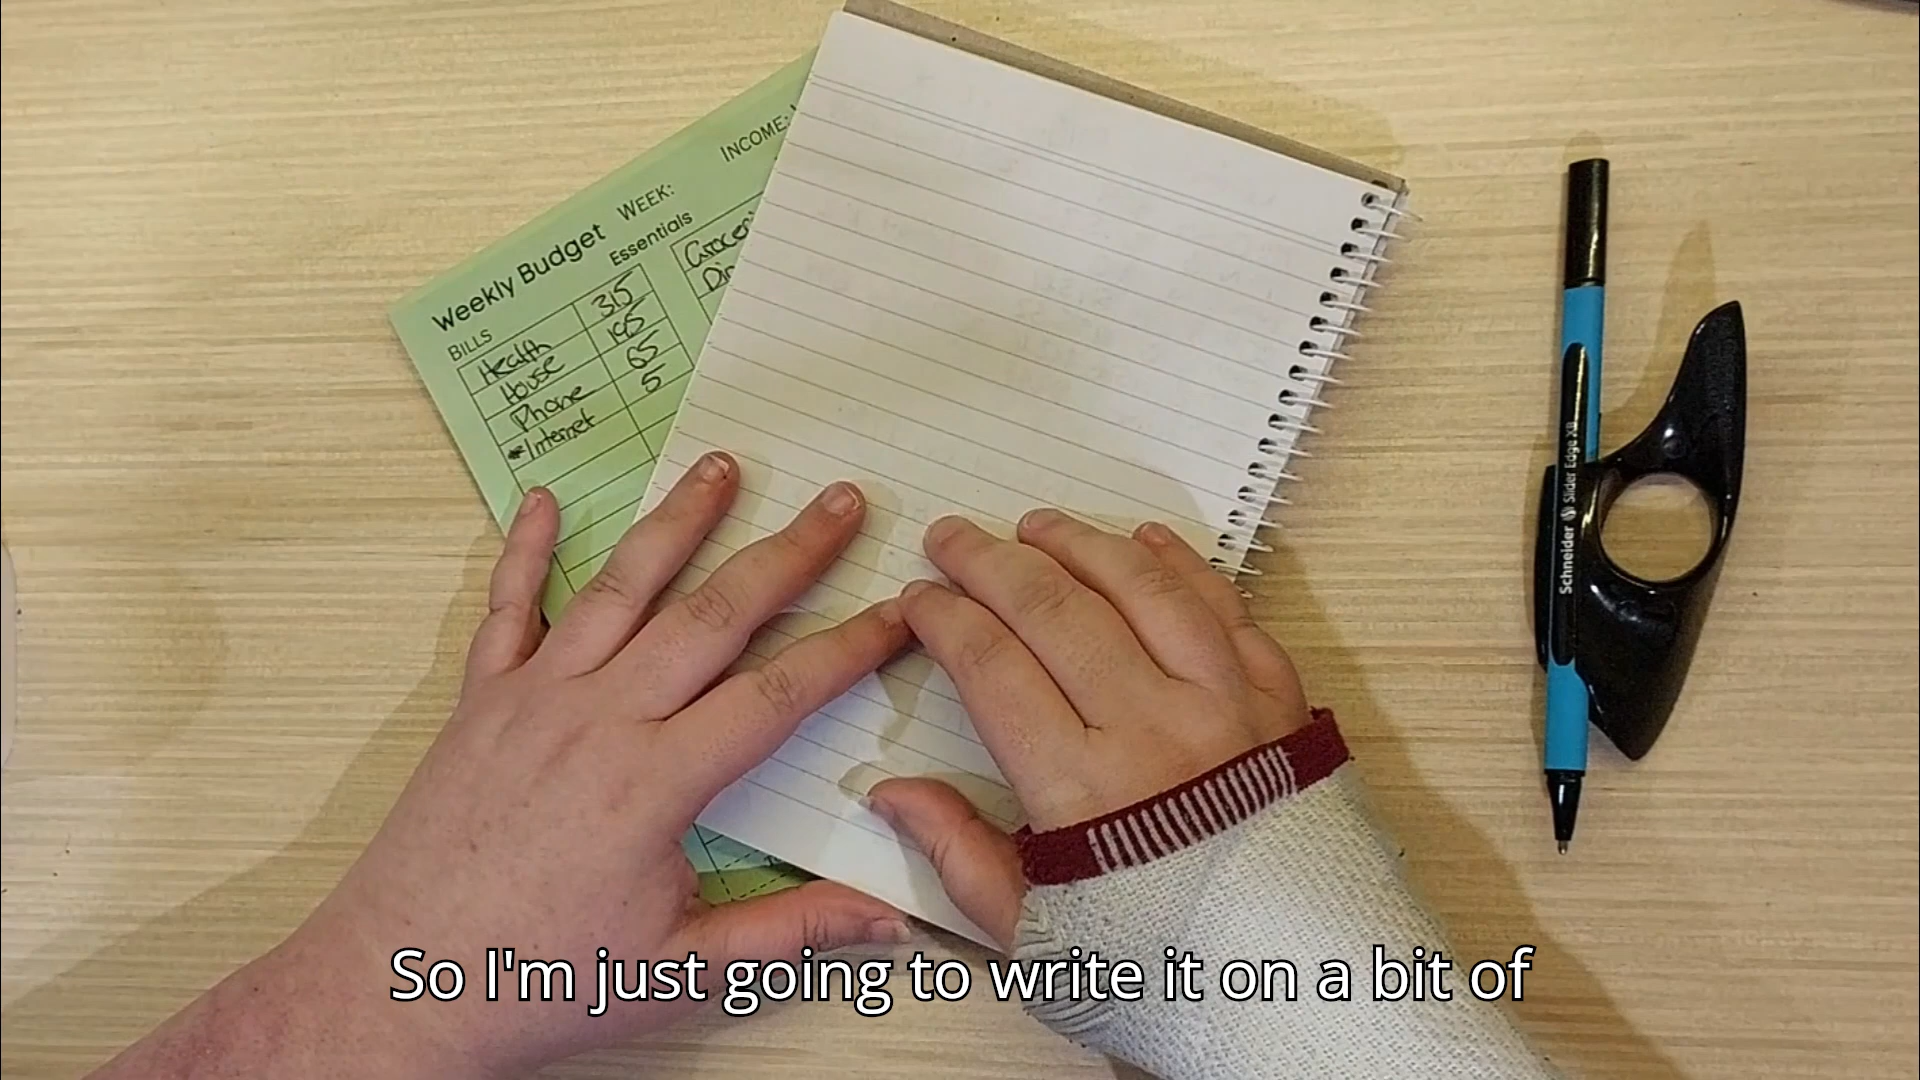 Weekly Budget WEEK: INCOME:
Essentials
BILLS
Health 315
House 195
Phone 65
*Internet 5
Schneider Slider Edge XB
So I'm just going to write it on a bit of